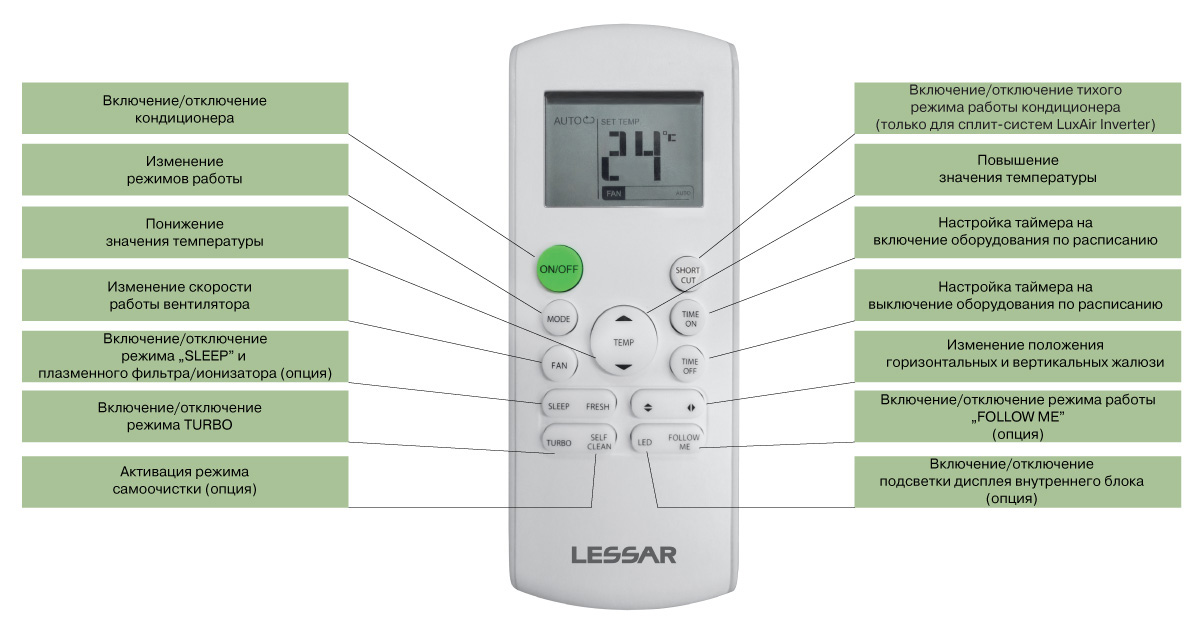 Включение/отключение
кондиционера
Изменение
режимов работы
Понижение
значения температуры
Изменение скорости
работы вентилятора
Включение/отключение
режима „SLEEP” и
плазменного фильтра/ионизатора (опция)
Включение/отключение
режима TURBO
Активация режима
самоочистки (опция)
AUTO
SET TEMP.
24°C
FAN
AUTO
ON/OFF
SHORT
CUT
MODE
TIME
ON
TEMP
FAN
TIME
OFF
SLEEP
FRESH
TURBO
SELF
CLEAN
LED
FOLLOW
ME
LESSAR
Включение/отключение тихого
режима работы кондиционера
(только для сплит-систем LuxAir Inverter)
Повышение
значения температуры
Настройка таймера на
включение оборудования по расписанию
Настройка таймера на
выключение оборудования по расписанию
Изменение положения
горизонтальных и вертикальных жалюзи
Включение/отключение режима работы
„FOLLOW ME”
(опция)
Включение/отключение
подсветки дисплея внутреннего блока
(опция)